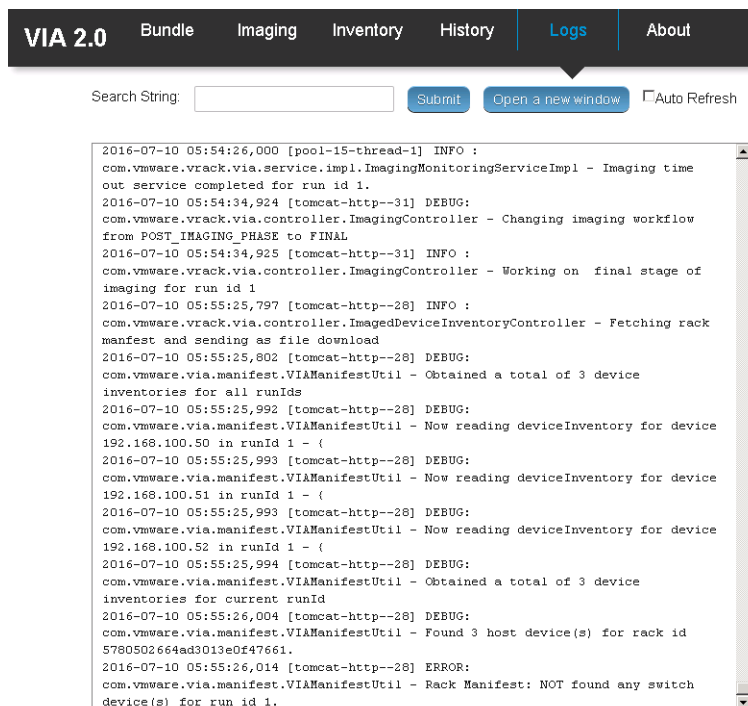 VIA 2.0 Bundle Imaging Inventory History Logs About
Search String: Submit Open a new window Auto Refresh
2016-07-10 05:54:26,000 [pool-15-thread-1] INFO :
com.vmware.vrack.via.service.impl.ImagingMonitoringServiceImpl - Imaging time
out service completed for run id 1.
2016-07-10 05:54:34,924 [tomcat-http--31] DEBUG:
com.vmware.vrack.via.controller.ImagingController - Changing imaging workflow
from POST_IMAGING_PHASE to FINAL
2016-07-10 05:54:34,925 [tomcat-http--31] INFO :
com.vmware.vrack.via.controller.ImagingController - Working on  final stage of
imaging for run id 1
2016-07-10 05:55:25,797 [tomcat-http--28] INFO :
com.vmware.vrack.via.controller.ImagedDeviceInventoryController - Fetching rack
manfest and sending as file download
2016-07-10 05:55:25,802 [tomcat-http--28] DEBUG:
com.vmware.via.manifest.VIAManifestUtil - Obtained a total of 3 device
inventories for all runIds
2016-07-10 05:55:25,992 [tomcat-http--28] DEBUG:
com.vmware.via.manifest.VIAManifestUtil - Now reading deviceInventory for device
192.168.100.50 in runId 1 - {
2016-07-10 05:55:25,993 [tomcat-http--28] DEBUG:
com.vmware.via.manifest.VIAManifestUtil - Now reading deviceInventory for device
192.168.100.51 in runId 1 - {
2016-07-10 05:55:25,993 [tomcat-http--28] DEBUG:
com.vmware.via.manifest.VIAManifestUtil - Now reading deviceInventory for device
192.168.100.52 in runId 1 - {
2016-07-10 05:55:25,994 [tomcat-http--28] DEBUG:
com.vmware.via.manifest.VIAManifestUtil - Obtained a total of 3 device
inventories for current runId
2016-07-10 05:55:26,004 [tomcat-http--28] DEBUG:
com.vmware.via.manifest.VIAManifestUtil - Found 3 host device(s) for rack id
5780502664ad3013e0f47661.
2016-07-10 05:55:26,014 [tomcat-http--28] ERROR:
com.vmware.via.manifest.VIAManifestUtil - Rack Manifest: NOT found any switch
device(s) for run id 1.